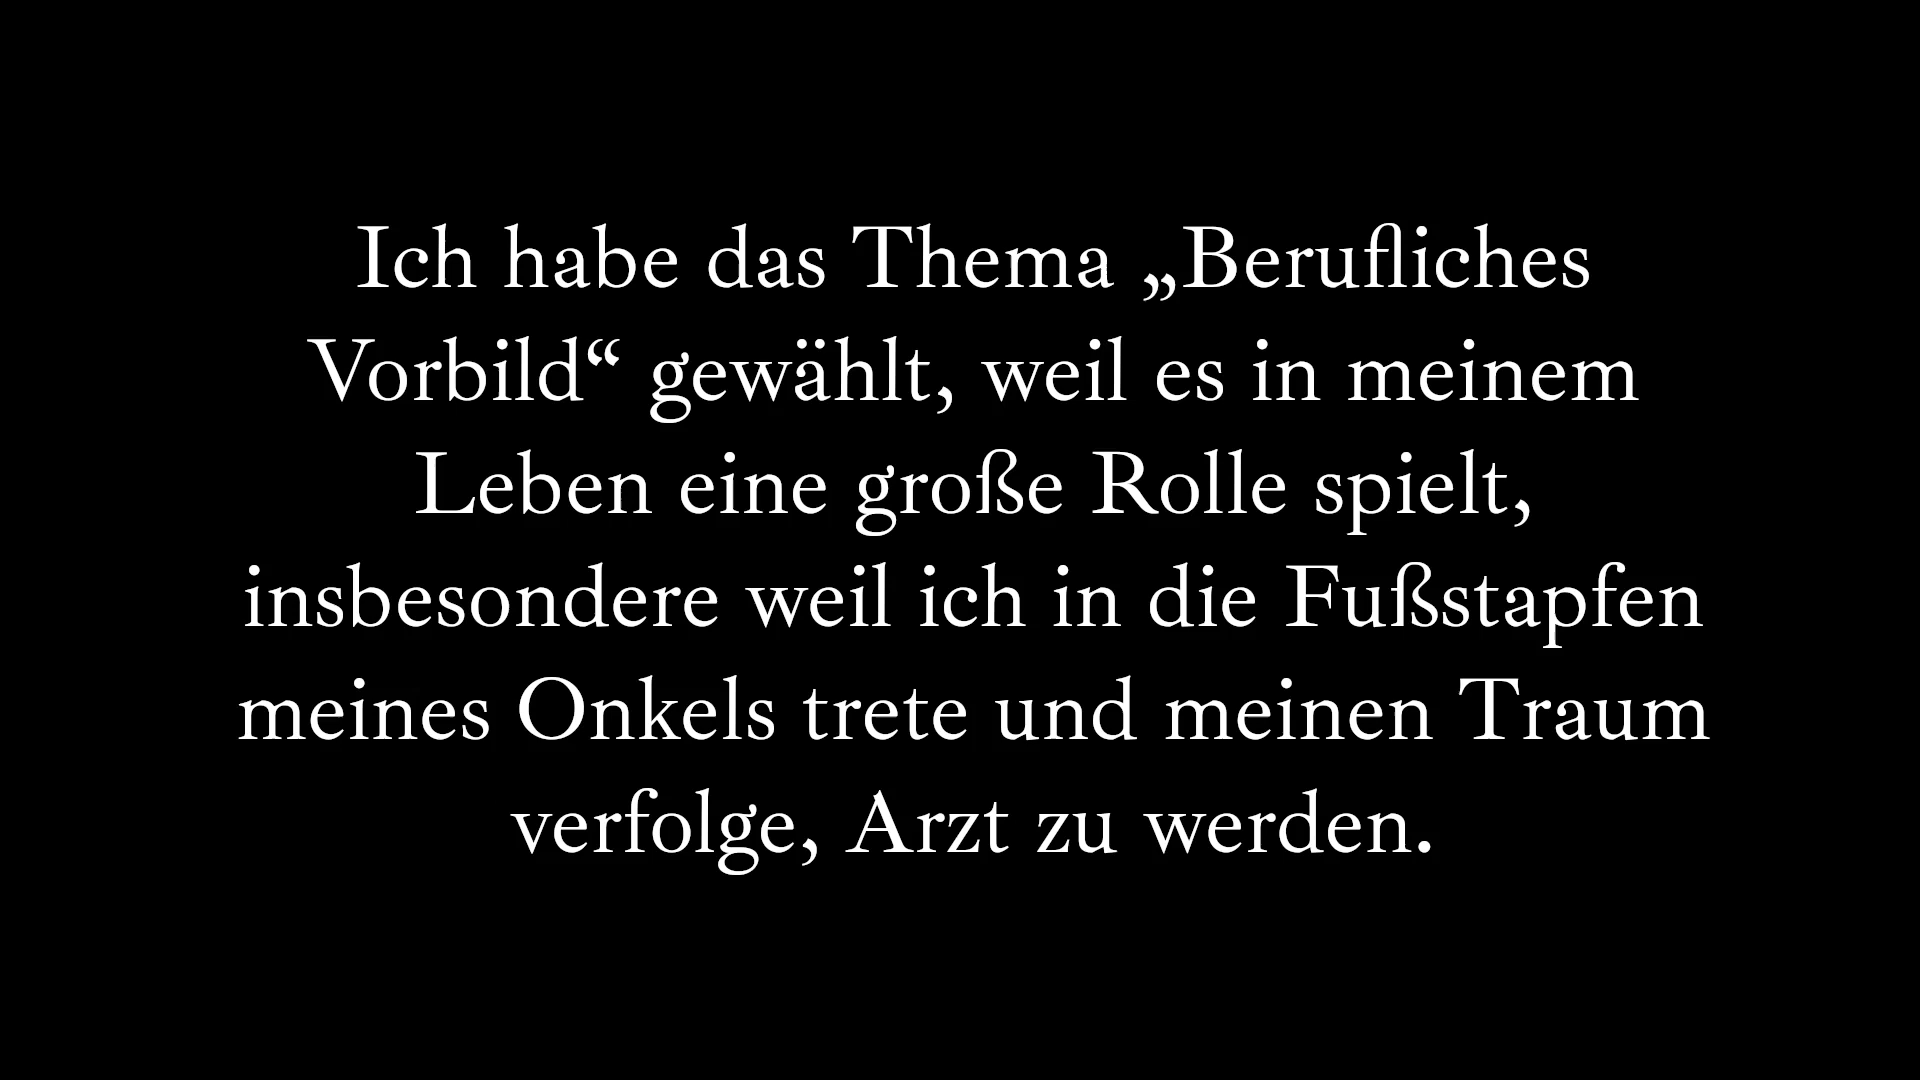 Ich habe das Thema „Berufliches
Vorbild“ gewählt, weil es in meinem
Leben eine große Rolle spielt,
insbesondere weil ich in die Fußstapfen
meines Onkels trete und meinen Traum
verfolge, Arzt zu werden.